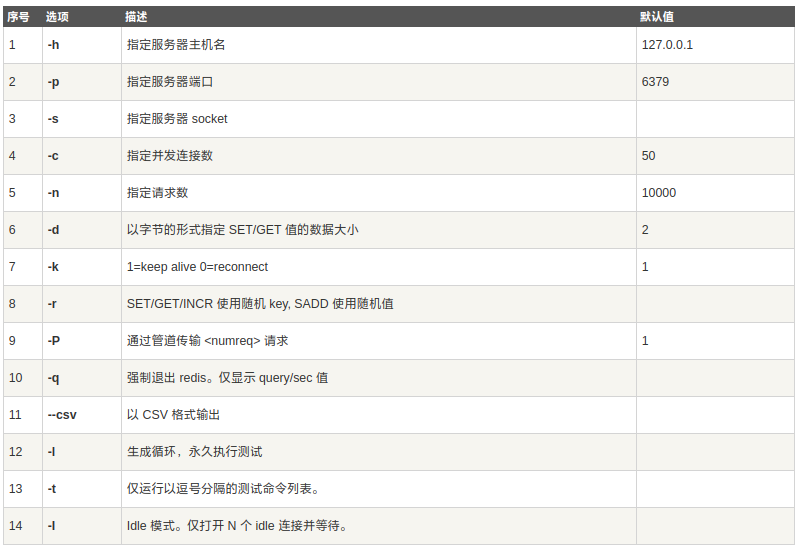 序号 选项 描述 默认值
1 -h 指定服务器主机名 127.0.0.1
2 -p 指定服务器端口 6379
3 -s 指定服务器 socket
4 -c 指定并发连接数 50
5 -n 指定请求数 10000
6 -d 以字节的形式指定 SET/GET 值的数据大小 2
7 -k 1=keep alive 0=reconnect 1
8 -r SET/GET/INCR 使用随机 key, SADD 使用随机值
9 -P 通过管道传输 <numreq> 请求 1
10 -q 强制退出 redis。仅显示 query/sec 值
11 --csv 以 CSV 格式输出
12 -l 生成循环，永久执行测试
13 -t 仅运行以逗号分隔的测试命令列表。
14 -I Idle 模式。仅打开 N 个 idle 连接并等待。